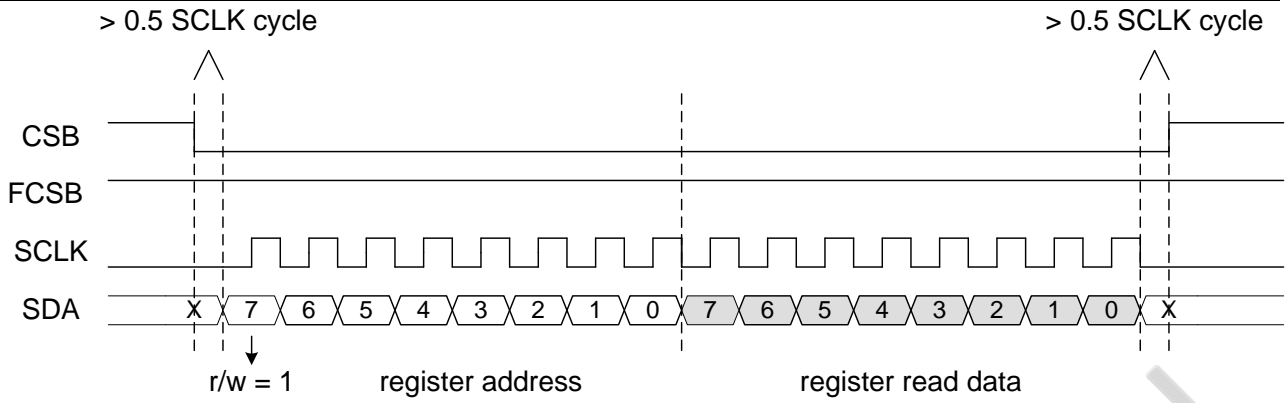 > 0.5 SCLK cycle > 0.5 SCLK cycle
CSB
FCSB
SCLK
SDA X 7 6 5 4 3 2 1 0 7 6 5 4 3 2 1 0 X
r/w = 1 register address register read data